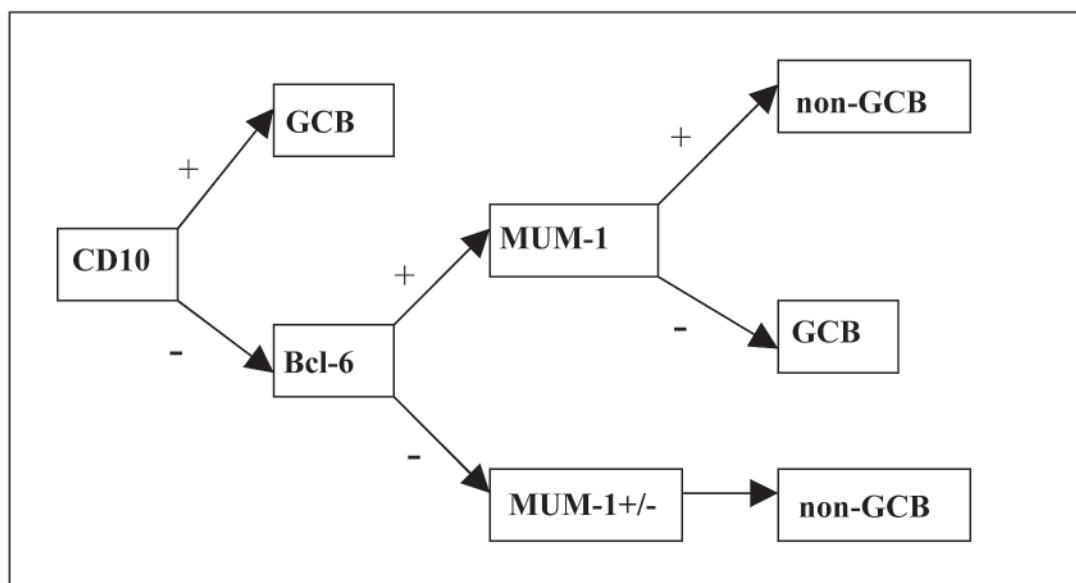 GCB
non-GCB
+
+
CD10
MUM-1
+
-
-
GCB
Bcl-6
-
MUM-1+/-
non-GCB